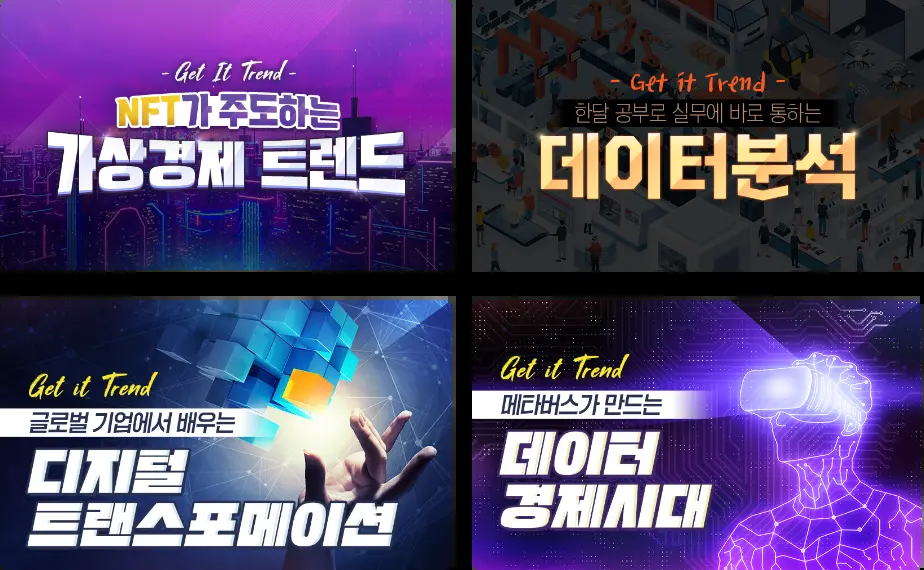 - Get It Trend -
NFT가 주도하는
가상경제 트렌드
- Get it Trend -
한달 공부로 실무에 바로 통하는
데이터분석
Get it Trend
글로벌 기업에서 배우는
디지털
트랜스포메이션
Get it Trend
메타버스가 만드는
데이터
경제시대